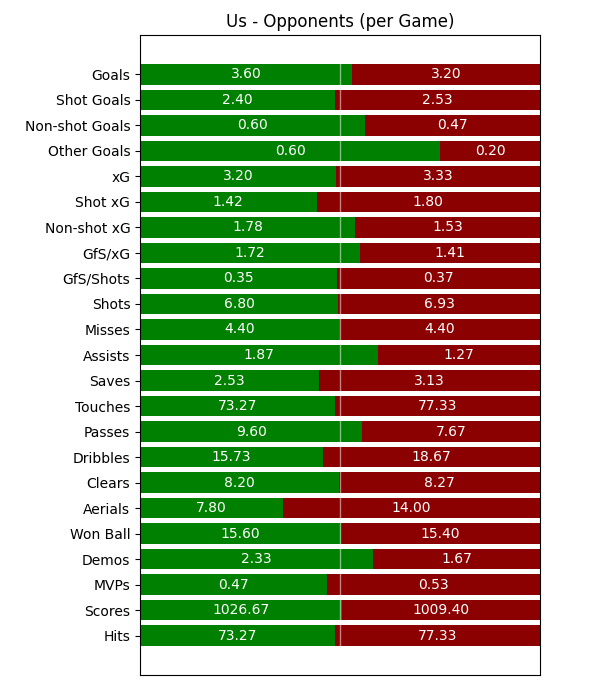 Us - Opponents (per Game)
Goals 3.60 3.20
Shot Goals 2.40 2.53
Non-shot Goals 0.60 0.47
Other Goals 0.60 0.20
xG 3.20 3.33
Shot xG 1.42 1.80
Non-shot xG 1.78 1.53
GfS/xG 1.72 1.41
GfS/Shots 0.35 0.37
Shots 6.80 6.93
Misses 4.40 4.40
Assists 1.87 1.27
Saves 2.53 3.13
Touches 73.27 77.33
Passes 9.60 7.67
Dribbles 15.73 18.67
Clears 8.20 8.27
Aerials 7.80 14.00
Won Ball 15.60 15.40
Demos 2.33 1.67
MVPs 0.47 0.53
Scores 1026.67 1009.40
Hits 73.27 77.33